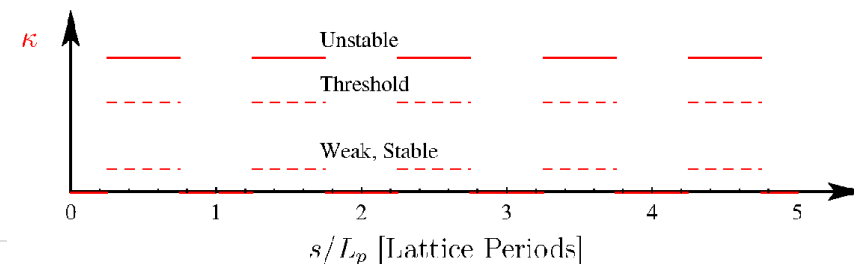 κ
Unstable
Threshold
Weak, Stable
0 1 2 3 4 5
s/L_p [Lattice Periods]